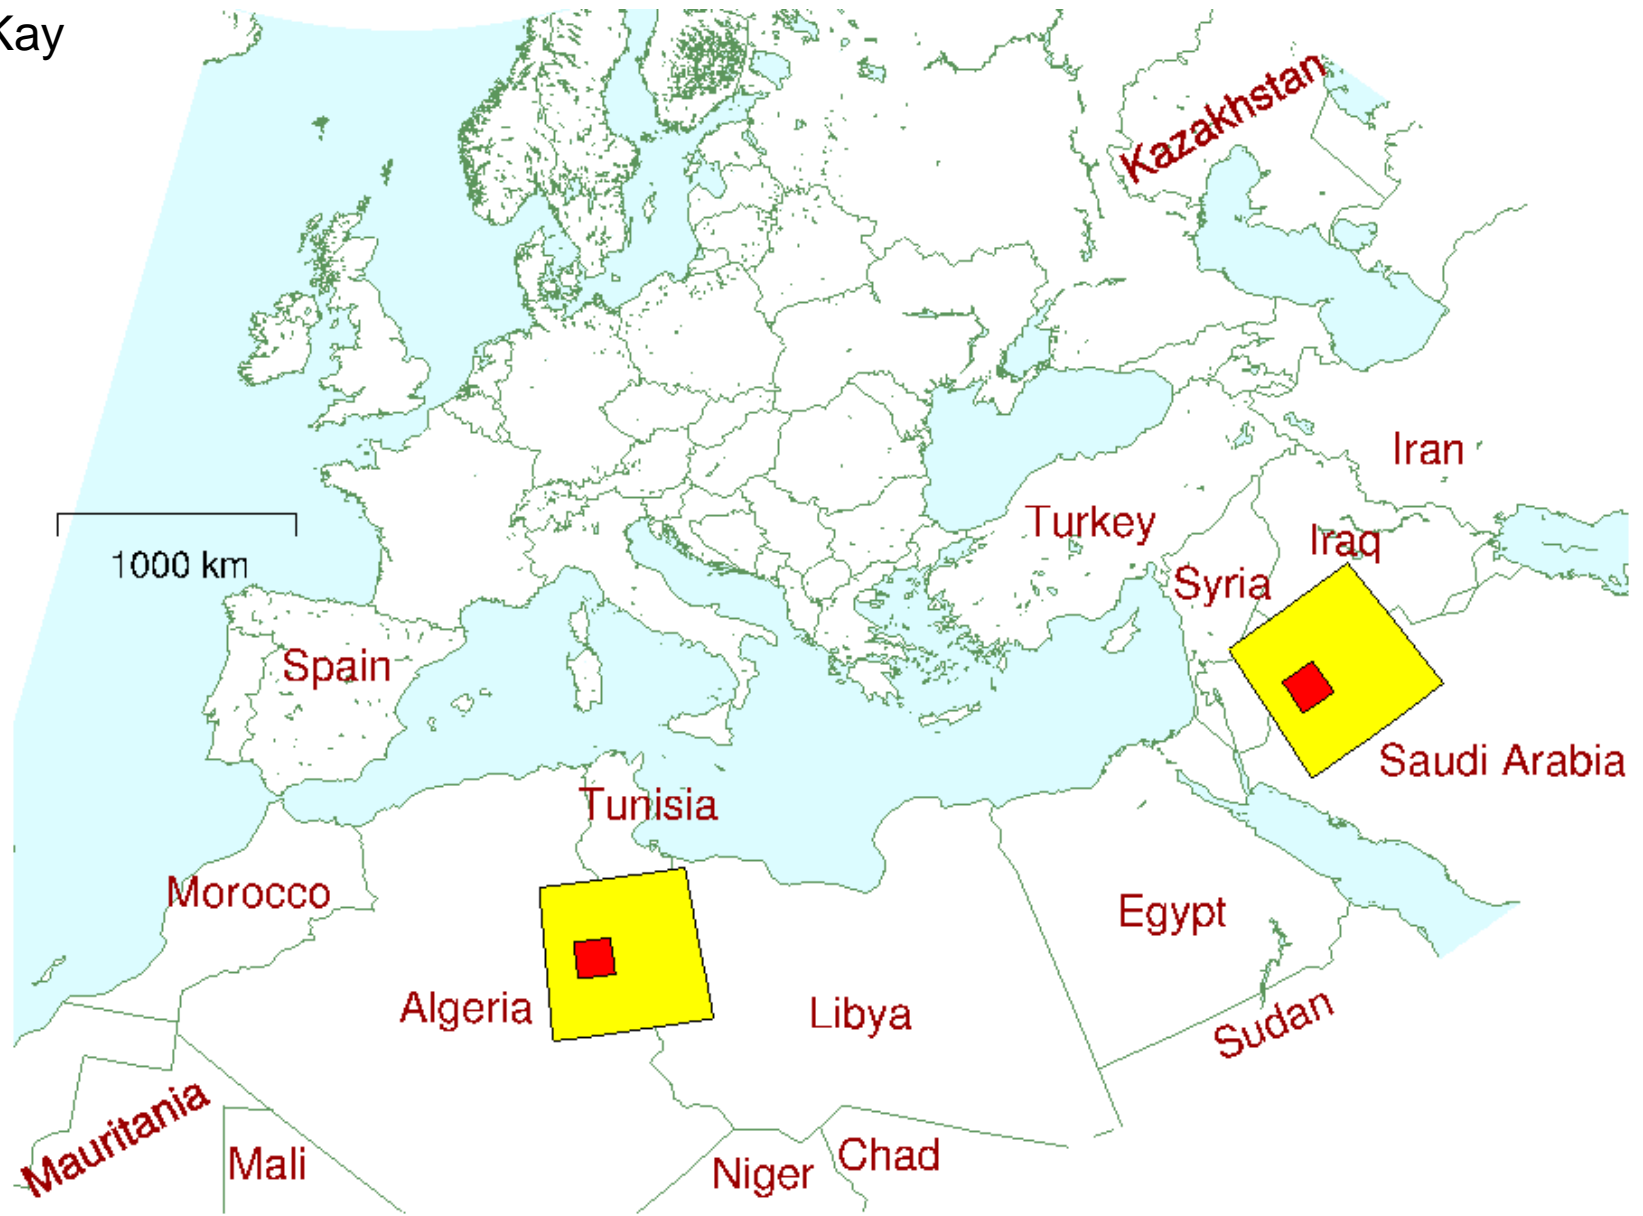 Kay
Kazakhstan
Iran
Turkey
Iraq
1000 km
Syria
Spain
Saudi Arabia
Tunisia
Morocco
Egypt
Algeria
Libya
Sudan
Mauritania
Mali
Niger
Chad